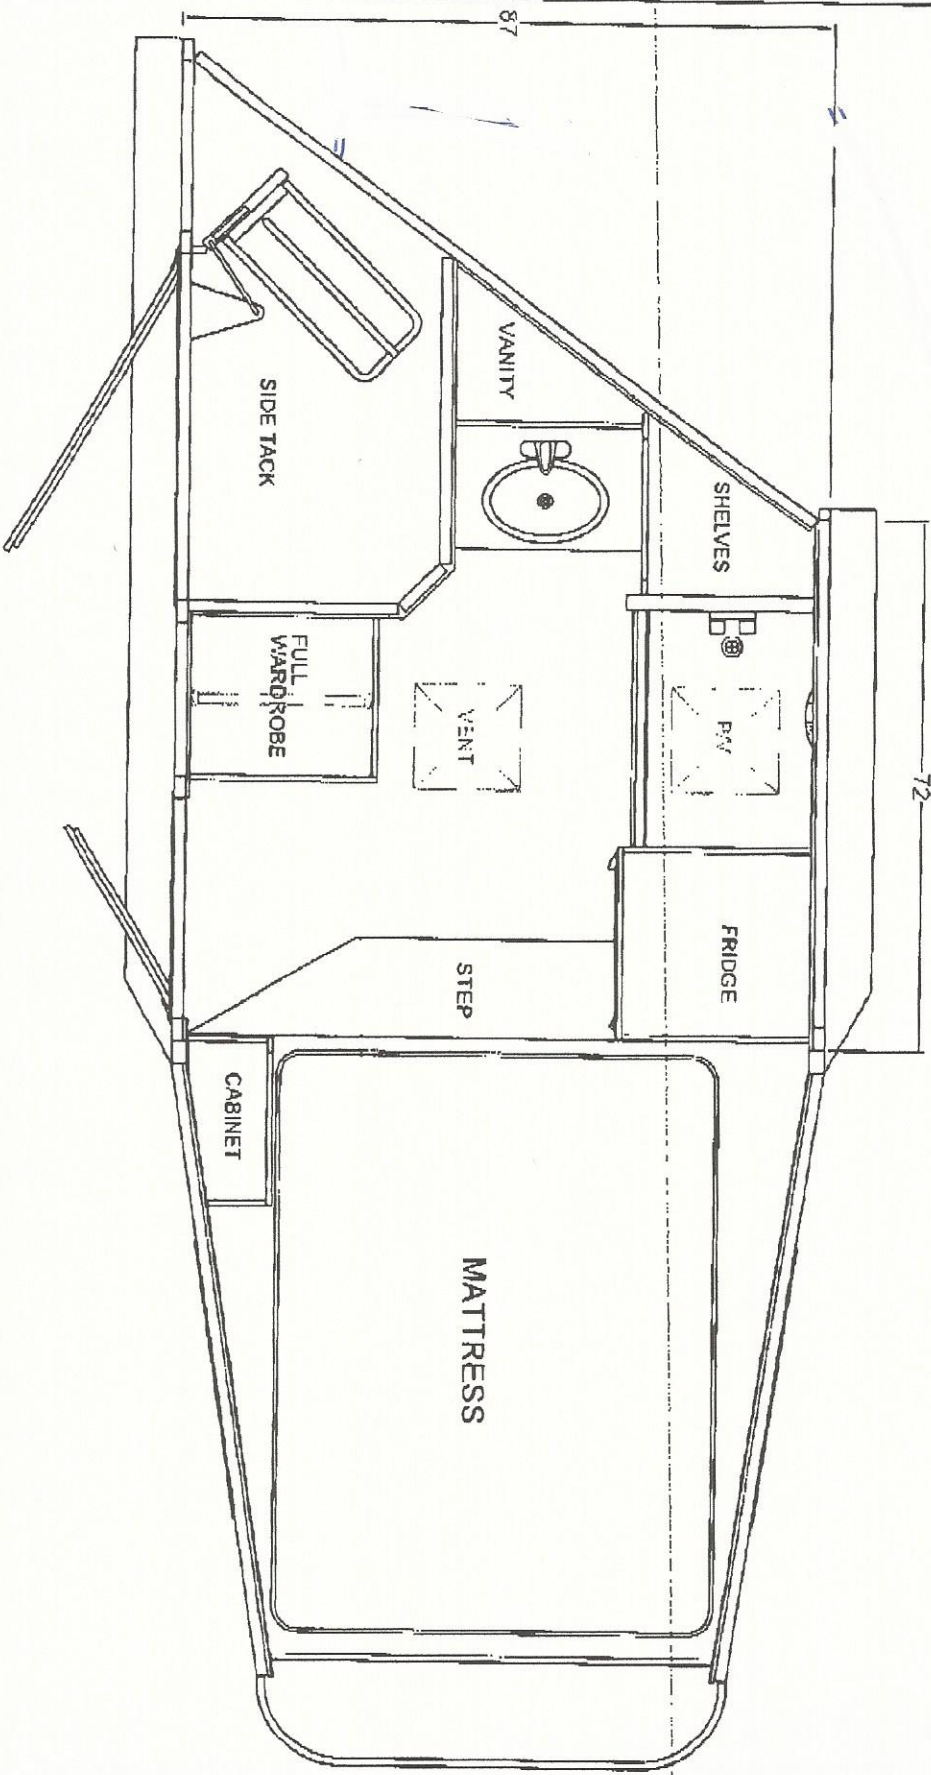 87
72
VANITY
SHELVES
SIDE TACK
FULL
WARDROBE
VENT
FRIDGE
STEP
CABINET
MATTRESS